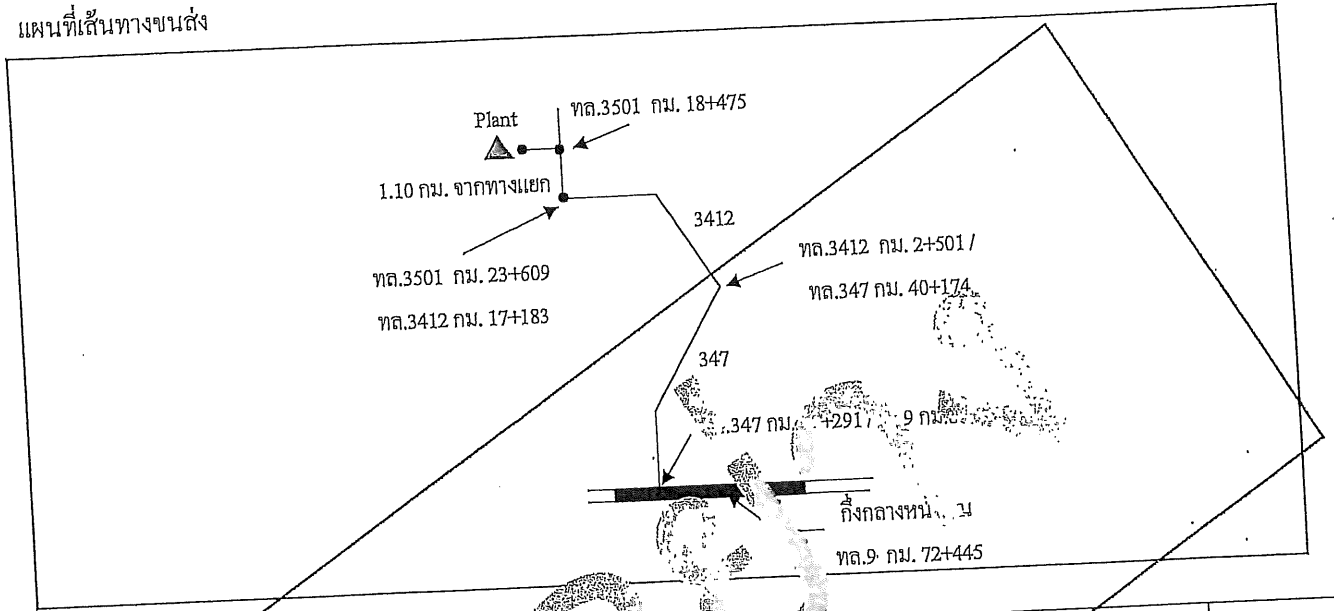 แผนที่เส้นทางขนส่ง
Plant
ทล.3501 กม. 18+475
1.10 กม. จากทางแยก
3412
ทล.3501 กม. 23+609
ทล.3412 กม. 17+183
ทล.3412 กม. 2+501 /
ทล.347 กม. 40+174
347
.347 กม. +291 / 9 กม.
กึ่งกลางหน่
ทล.9 กม. 72+445